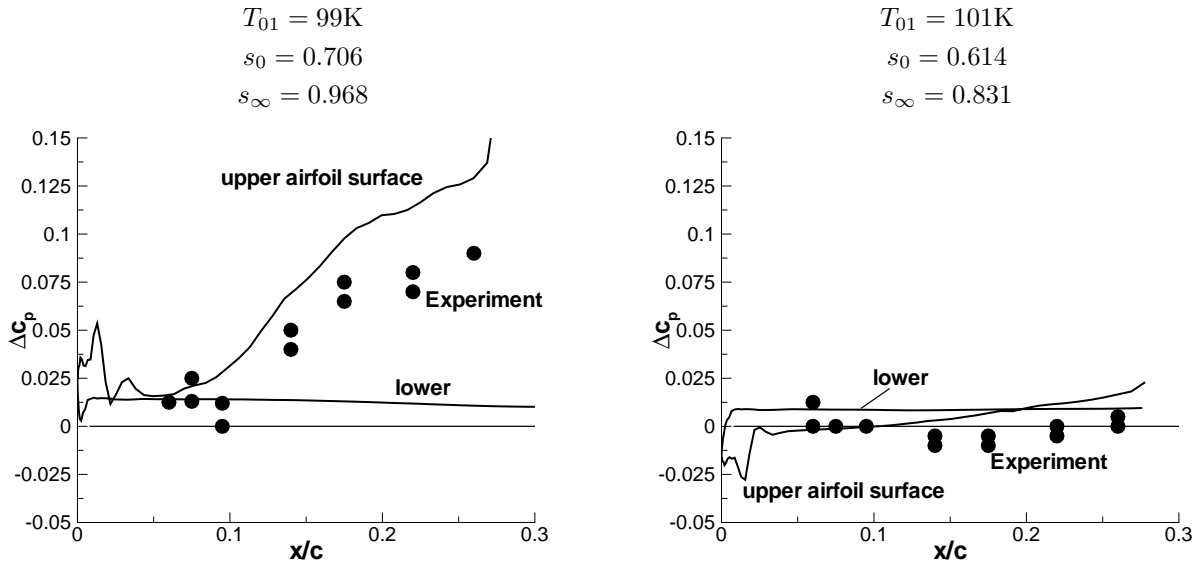 T₀₁ = 99K
s₀ = 0.706
s∞ = 0.968
0.15
0.125
0.1
0.075
0.05
0.025
0
-0.025
-0.05
Δcₚ
upper airfoil surface
Experiment
lower
0
0.1
0.2
0.3
x/c
T₀₁ = 101K
s₀ = 0.614
s∞ = 0.831
0.15
0.125
0.1
0.075
0.05
0.025
0
-0.025
-0.05
Δcₚ
lower
Experiment
upper airfoil surface
0
0.1
0.2
0.3
x/c